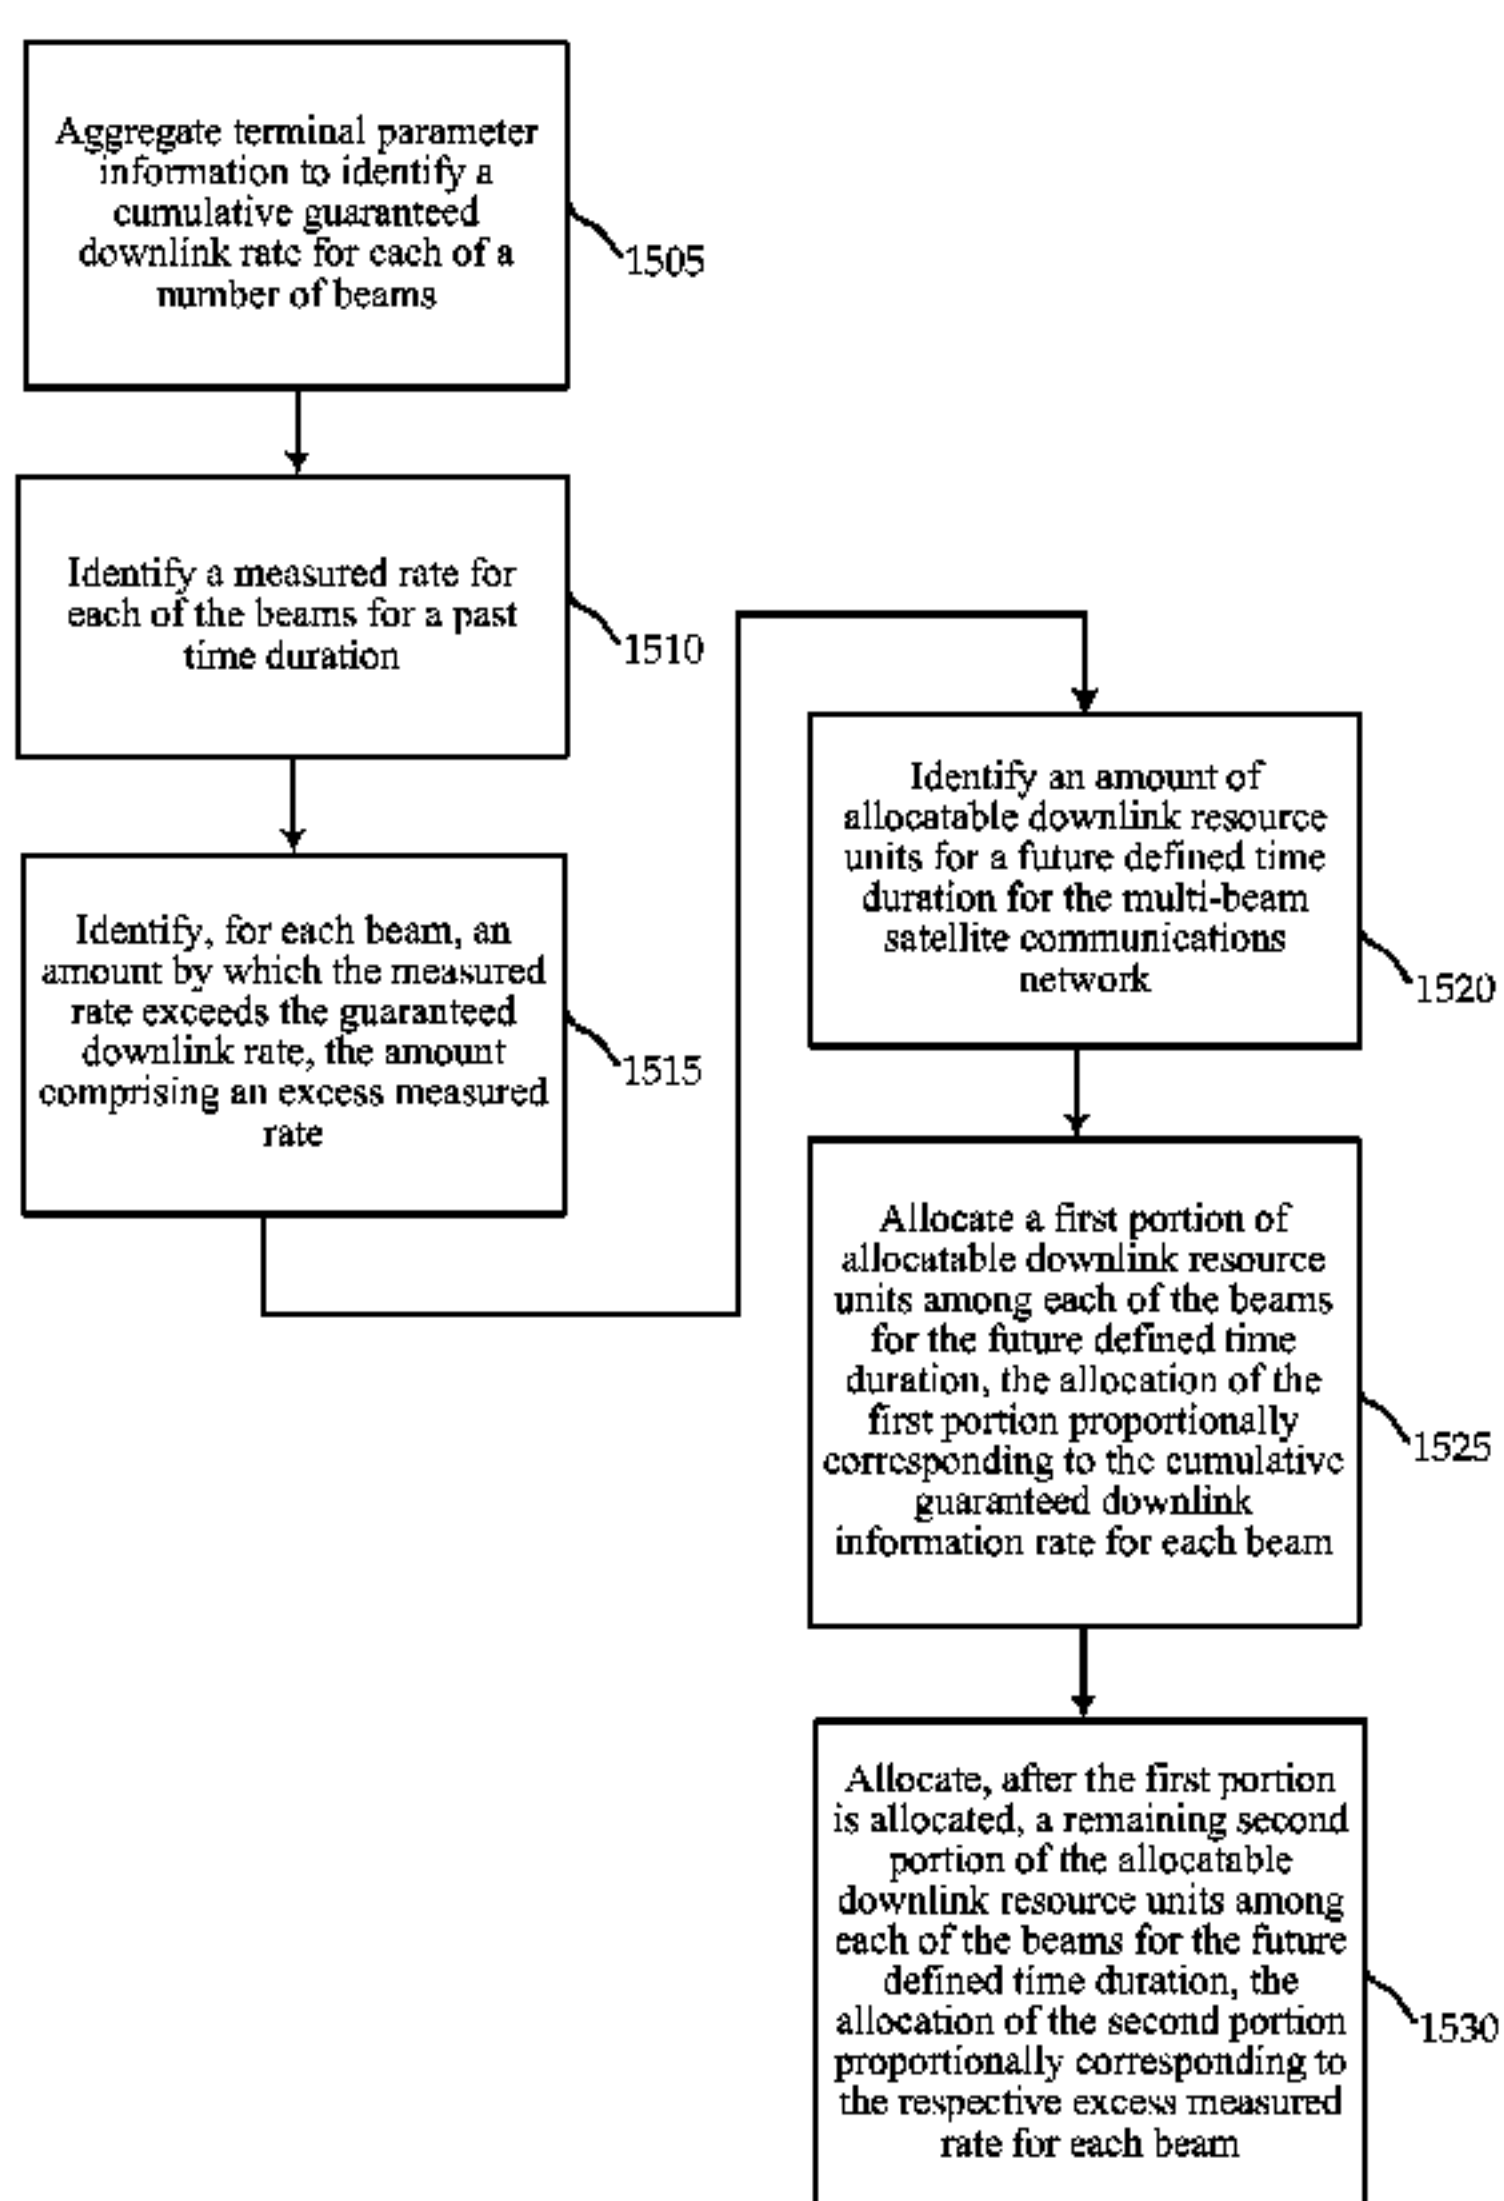 Aggregate terminal parameter
information to identify a
cumulative guaranteed
downlink rate for each of a
number of beams
1505
Identify a measured rate for
each of the beams for a past
time duration
1510
Identify, for each beam, an
amount by which the measured
rate exceeds the guaranteed
downlink rate, the amount
comprising an excess measured
rate
1515
Identify an amount of
allocatable downlink resource
units for a future defined time
duration for the multi-beam
satellite communications
network
1520
Allocate a first portion of
allocatable downlink resource
units among each of the beams
for the future defined time
duration, the allocation of the
first portion proportionally
corresponding to the cumulative
guaranteed downlink
information rate for each beam
1525
Allocate, after the first portion
is allocated, a remaining second
portion of the allocatable
downlink resource units among
each of the beams for the future
defined time duration, the
allocation of the second portion
proportionally corresponding to
the respective excess measured
rate for each beam
1530